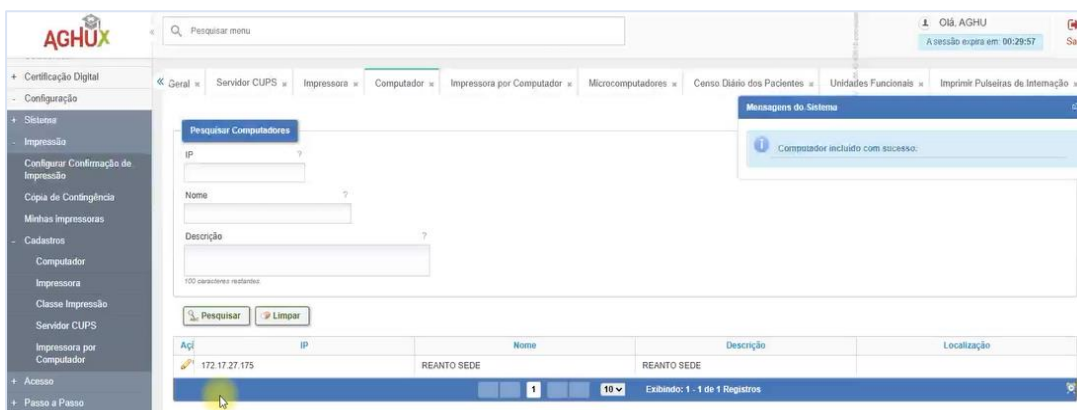 AGHUX
Pesquisar menu
Olá, AGHU
A sessão expira em: 00:29:57
Sa
+ Certificação Digital
- Configuração
+ Sistema
- Impressão
Configurar Confirmação de
Impressão
Cópia de Contingência
Minhas impressoras
- Cadastros
Computador
Impressora
Classe Impressão
Servidor CUPS
Impressora por
Computador
+ Acesso
+ Passo a Passo
« Geral × Servidor CUPS × Impressora × Computador × Impressora por Computador × Microcomputadores × Censo Diário dos Pacientes × Unidades Funcionais × Imprimir Pulseiras de Internação ×
Mensagens do Sistema
Computador incluído com sucesso.
Pesquisar Computadores
IP ?
Nome ?
Descrição ?
100 caracteres restantes.
Pesquisar Limpar
Açi IP Nome Descrição Localização
172.17.27.175 REANTO SEDE REANTO SEDE
1 10 Exibindo: 1 - 1 de 1 Registros